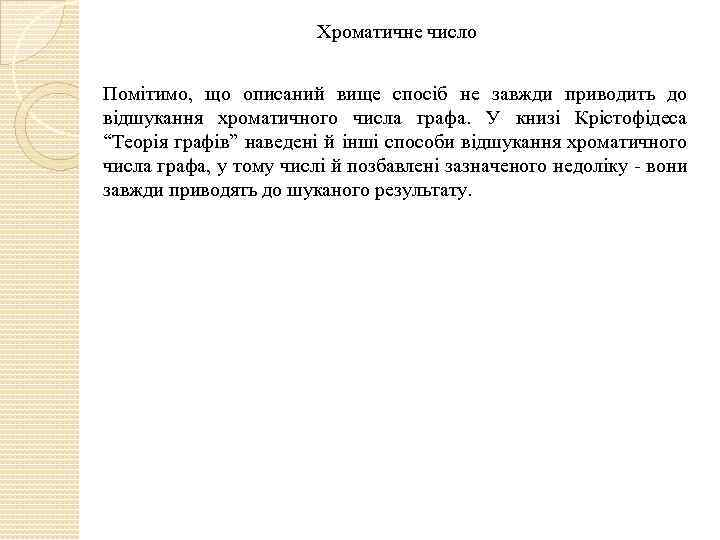 Хроматичне число
Помітимо, що описаний вище спосіб не завжди приводить до
відшукання хроматичного числа графа. У книзі Крістофідеса
“Теорія графів” наведені й інші способи відшукання хроматичного
числа графа, у тому числі й позбавлені зазначеного недоліку - вони
завжди приводять до шуканого результату.